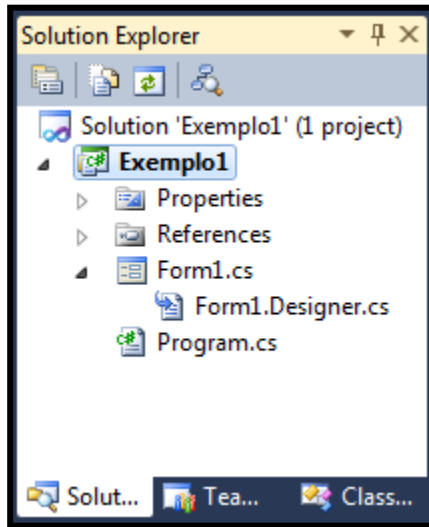 Solution Explorer
Solution 'Exemplo1' (1 project)
Exemplo1
Properties
References
Form1.cs
Form1.Designer.cs
Program.cs
Solut... Tea... Class...